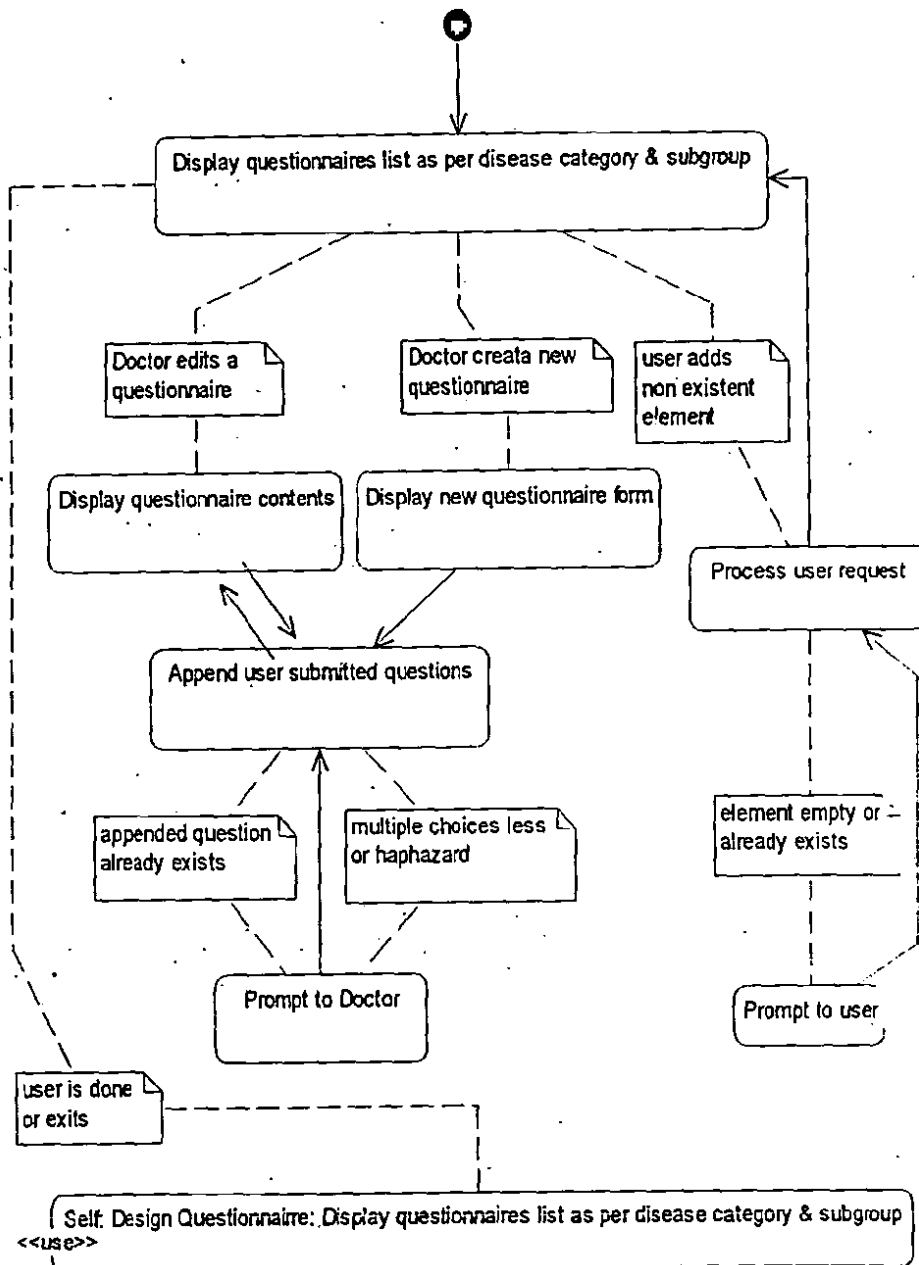 Display questionnaires list as per disease category & subgroup
Doctor edits a
questionnaire
Doctor creata new
questionnaire
user adds
non existent
element
Display questionnaire contents
Display new questionnaire form
Process user request
Append user submitted questions
appended question
already exists
multiple choices less
or haphazard
element empty or
already exists
Prompt to Doctor
Prompt to user
user is done
or exits
Self: Design Questionnairre: Display questionnaires list as per disease category & subgroup
<<use>>